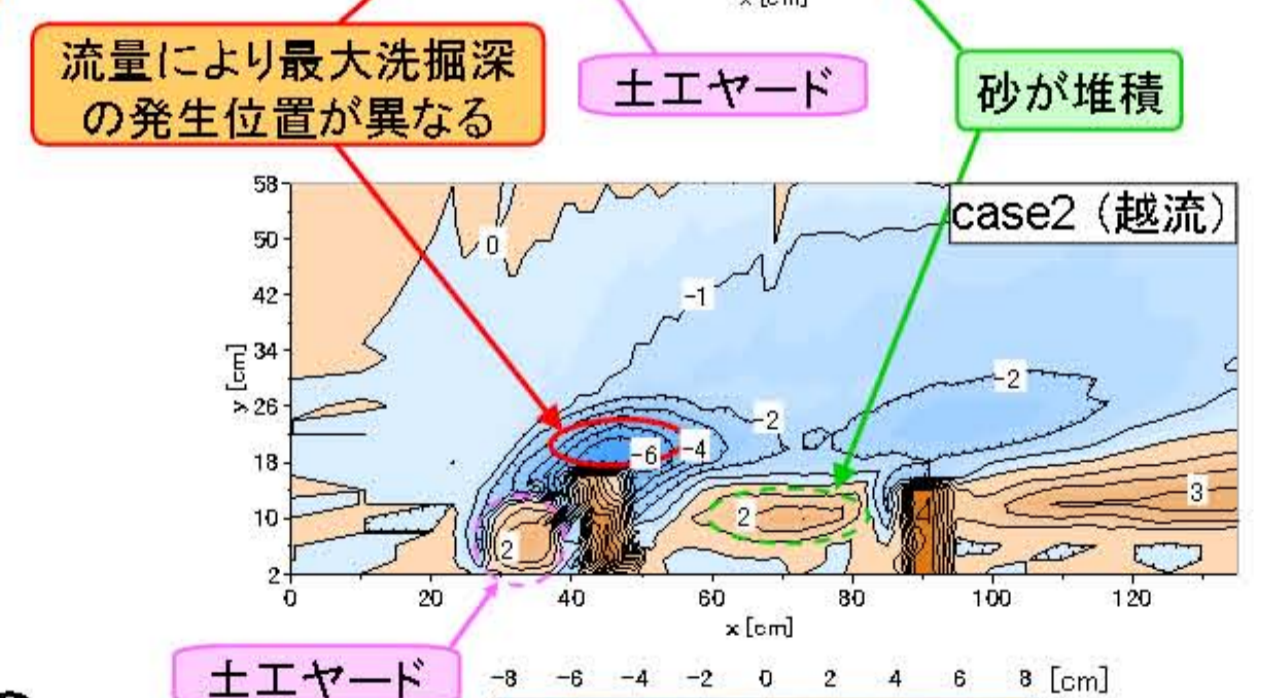 x [cm]
流量により最大洗掘深
の発生位置が異なる
土工ヤード
砂が堆積
case2（越流）
58
50
42
34
26
18
10
2
y [cm]
0
-1
-2
-2
-4
-6
3
2
2
4
0 20 40 60 80 100 120
x [cm]
土工ヤード
-8 -6 -4 -2 0 2 4 6 8 [cm]